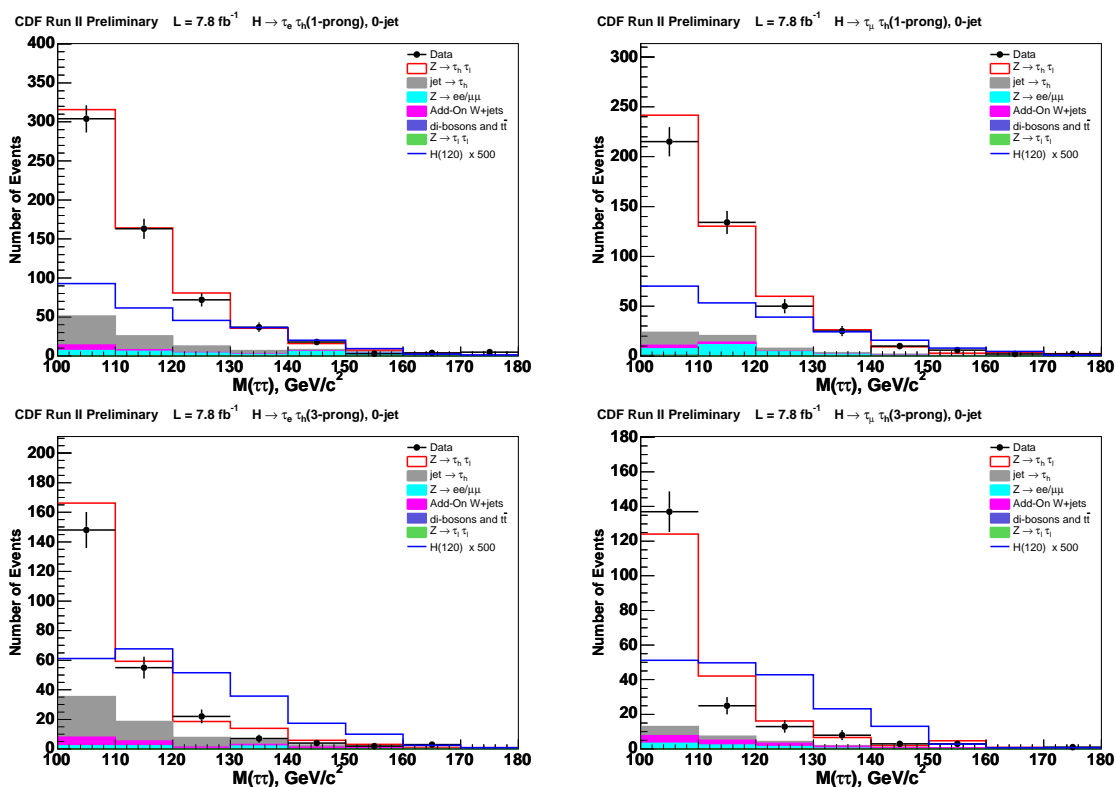 CDF Run II Preliminary L = 7.8 fb⁻¹ H → τₑ τₕ(1-prong), 0-jet
Number of Events
400
350
300
250
200
150
100
50
0
Data
Z → τₕ τₗ
jet → τₕ
Z → ee/μμ
Add-On W+jets
di-bosons and tt̄
Z → τₗ τₗ
H(120) x 500
100 110 120 130 140 150 160 170 180
M(ττ), GeV/c²
CDF Run II Preliminary L = 7.8 fb⁻¹ H → τ_μ τₕ(1-prong), 0-jet
Number of Events
300
250
200
150
100
50
0
Data
Z → τₕ τₗ
jet → τₕ
Z → ee/μμ
Add-On W+jets
di-bosons and tt̄
Z → τₗ τₗ
H(120) x 500
100 110 120 130 140 150 160 170 180
M(ττ), GeV/c²
CDF Run II Preliminary L = 7.8 fb⁻¹ H → τₑ τₕ(3-prong), 0-jet
Number of Events
200
180
160
140
120
100
80
60
40
20
0
Data
Z → τₕ τₗ
jet → τₕ
Z → ee/μμ
Add-On W+jets
di-bosons and tt̄
Z → τₗ τₗ
H(120) x 500
100 110 120 130 140 150 160 170 180
M(ττ), GeV/c²
CDF Run II Preliminary L = 7.8 fb⁻¹ H → τ_μ τₕ(3-prong), 0-jet
Number of Events
180
160
140
120
100
80
60
40
20
0
Data
Z → τₕ τₗ
jet → τₕ
Z → ee/μμ
Add-On W+jets
di-bosons and tt̄
Z → τₗ τₗ
H(120) x 500
100 110 120 130 140 150 160 170 180
M(ττ), GeV/c²